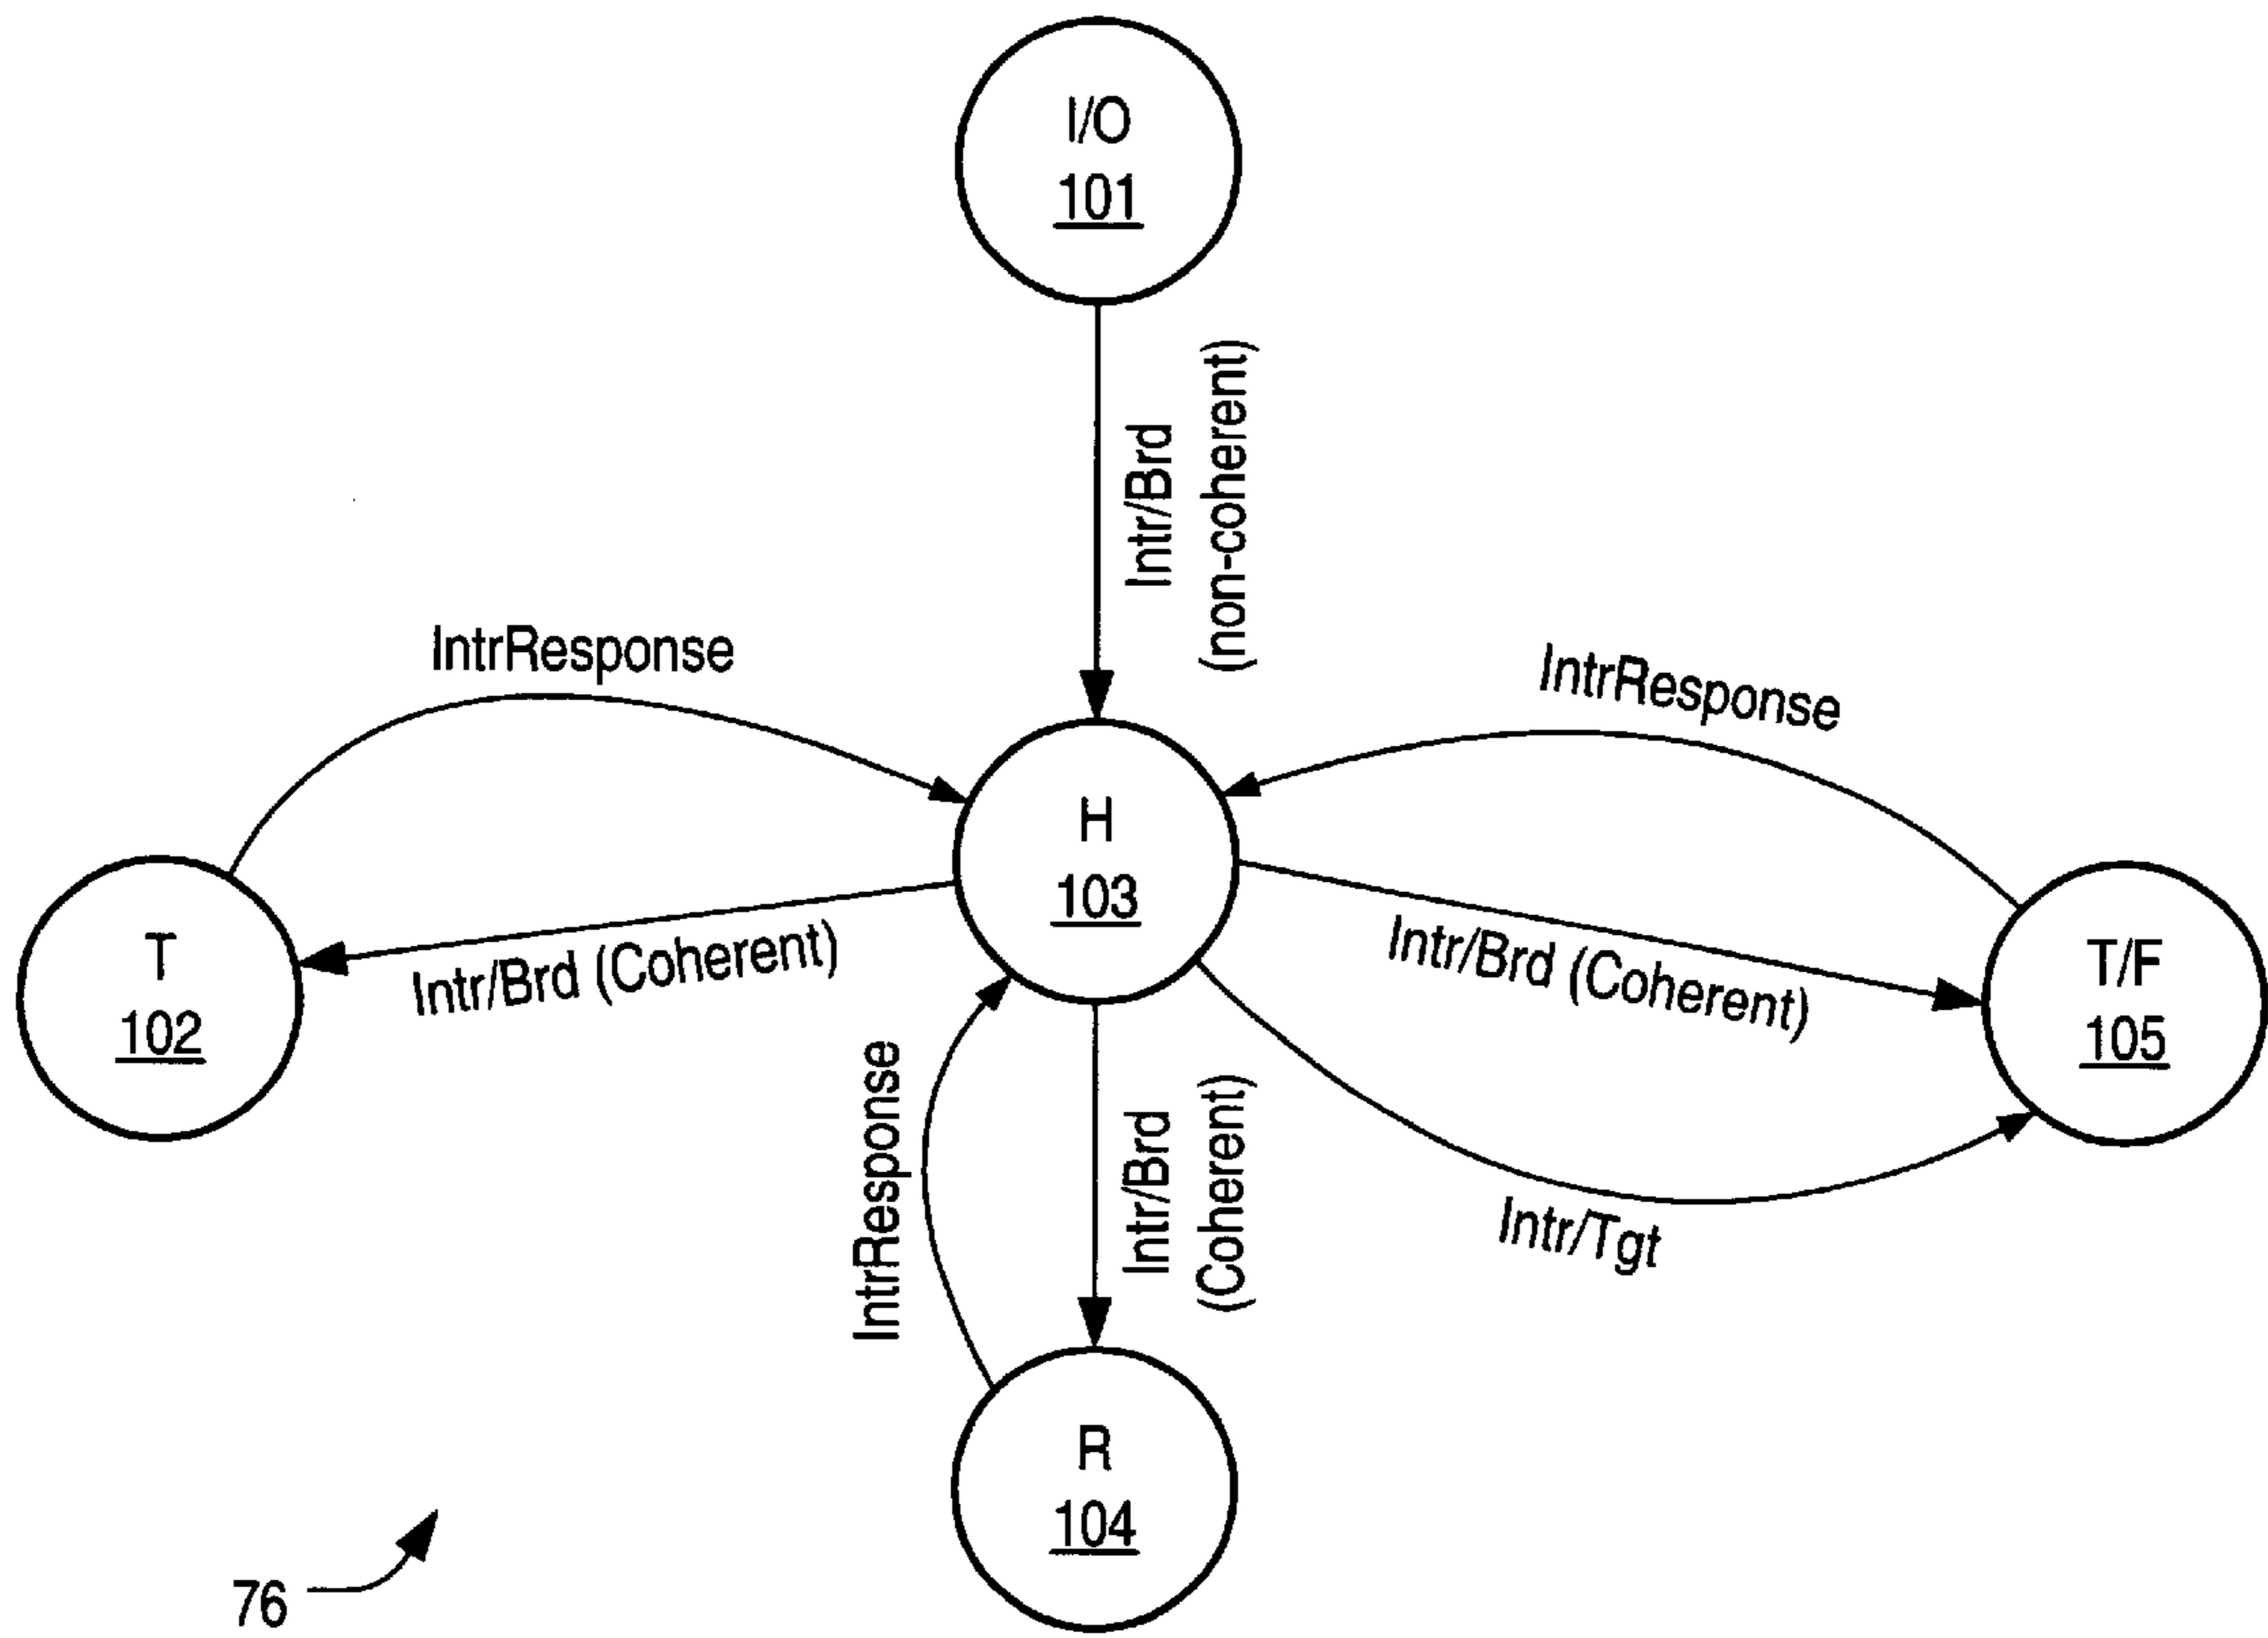 I/O
101
Intr/Brd
(non-coherent)
IntrResponse
IntrResponse
H
103
T
102
Intr/Brd (Coherent)
Intr/Brd (Coherent)
T/F
105
IntrResponse
Intr/Brd
(Coherent)
Intr/Tgt
R
104
76